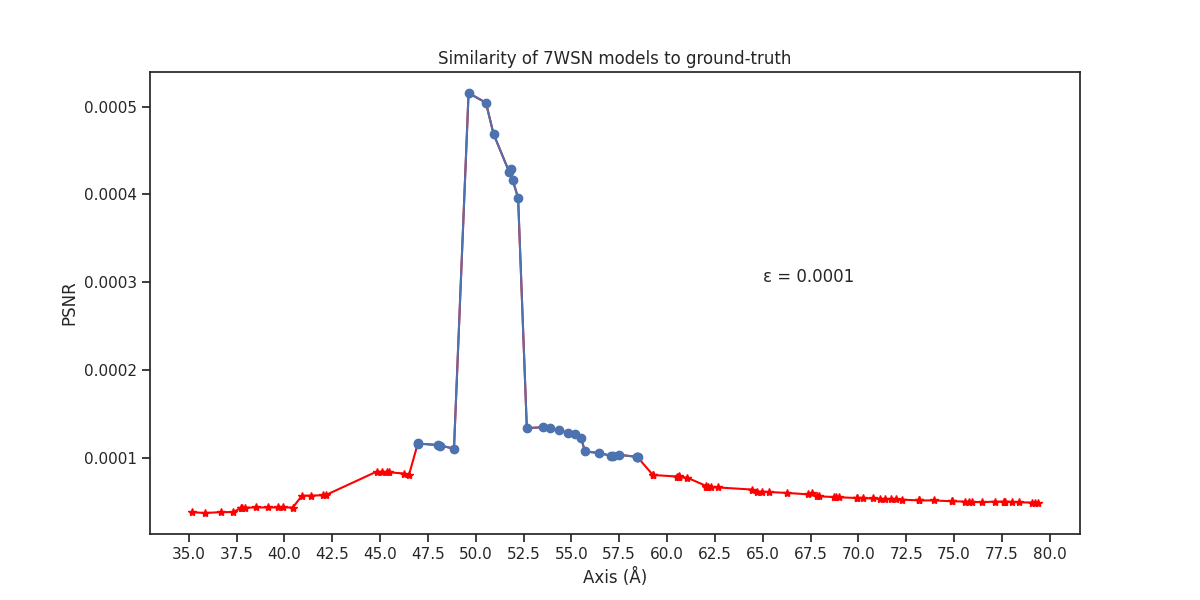 Similarity of 7WSN models to ground-truth
PSNR
0.0005
0.0004
0.0003
0.0002
0.0001
ε = 0.0001
35.0 37.5 40.0 42.5 45.0 47.5 50.0 52.5 55.0 57.5 60.0 62.5 65.0 67.5 70.0 72.5 75.0 77.5 80.0
Axis (Å)